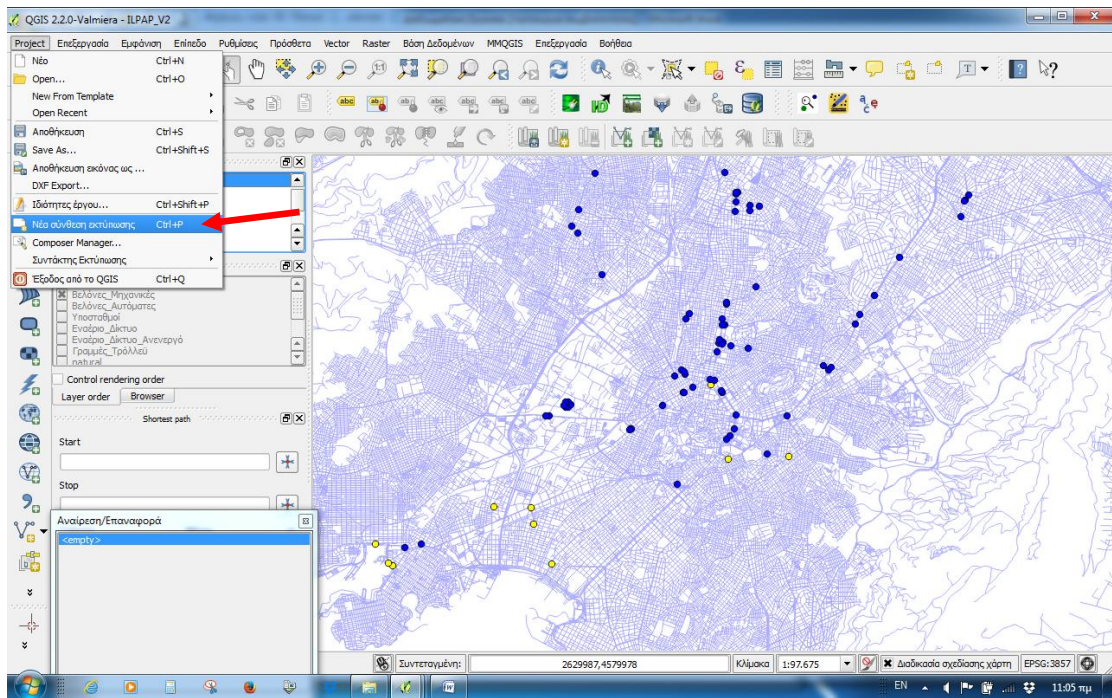 QGIS 2.2.0-Valmiera - ILPAP_V2
Project Επεξεργασία Εμφάνιση Επίπεδο Ρυθμίσεις Πρόσθετα Vector Raster Βάση Δεδομένων MMQGIS Επεξεργασία Βοήθεια
Νέο Ctrl+N
Open... Ctrl+O
New From Template
Open Recent
Αποθήκευση Ctrl+S
Save As... Ctrl+Shift+S
Αποθήκευση εικόνας ως ...
DXF Export...
Ιδιότητες έργου... Ctrl+Shift+P
Νέα σύνθεση εκτύπωσης Ctrl+P
Composer Manager...
Συντάκτης Εκτύπωσης
Έξοδος από το QGIS Ctrl+Q
Βελόνες_Μηχανικές
Βελόνες_Αυτόματες
Υποσταθμοί
Εναέριο_Δίκτυο
Εναέριο_Δίκτυο_Ανενεργό
Γραμμές_Τρόλλεϋ
natural
Control rendering order
Layer order Browser
Shortest path
Start
Stop
Αναίρεση/Επαναφορά
<empty>
Συντεταγμένη: 2629987,4579978 Κλίμακα 1:97.675 Διαδικασία σχεδίασης χάρτη EPSG:3857
EN 11:05 πμ